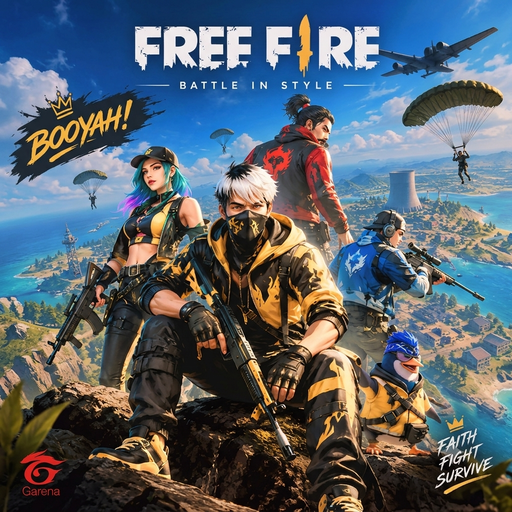 FREE FIRE
BATTLE IN STYLE
BOOYAH!
FAITH
FIGHT
SURVIVE
Garena